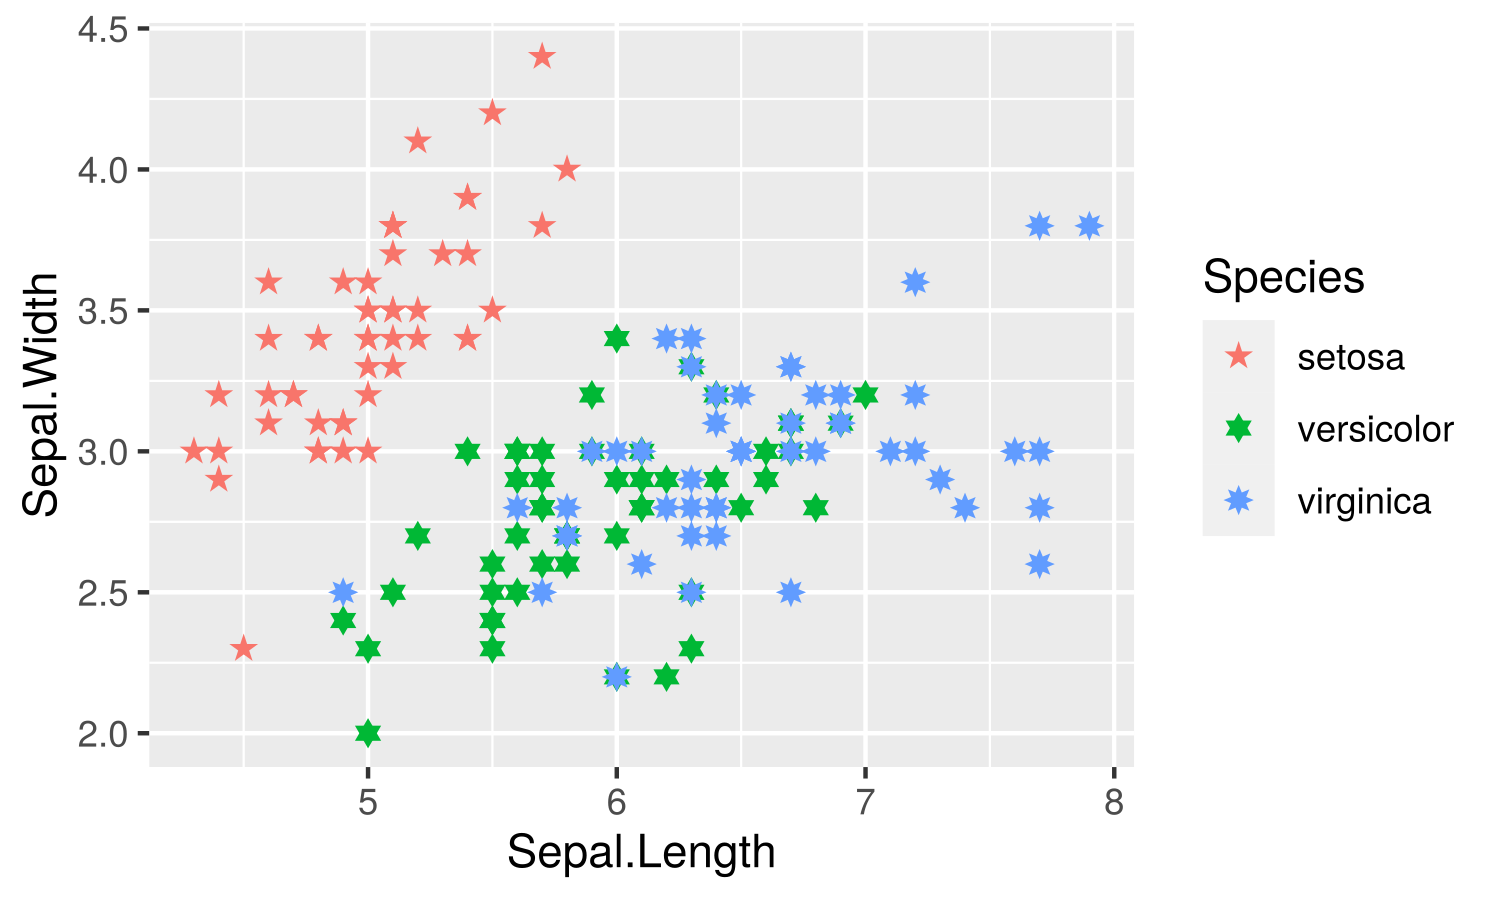 4.5
4.0
3.5
3.0
2.5
2.0
Sepal.Width
5 6 7 8
Sepal.Length
Species
setosa
versicolor
virginica